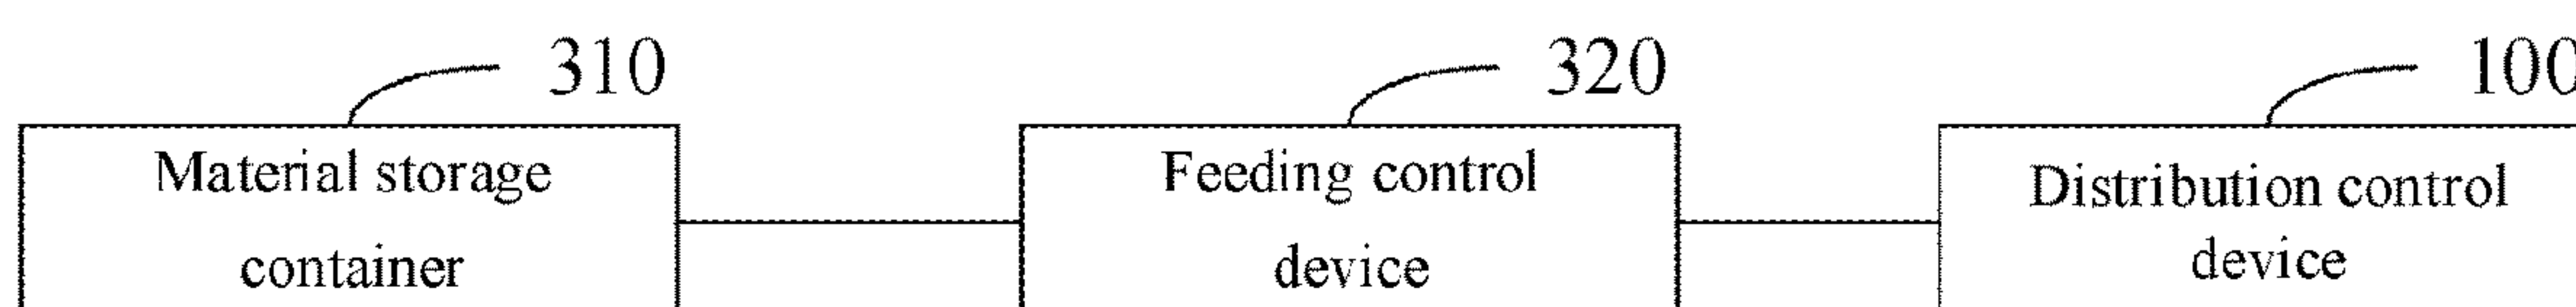 310
320
100
Material storage
container
Feeding control
device
Distribution control
device